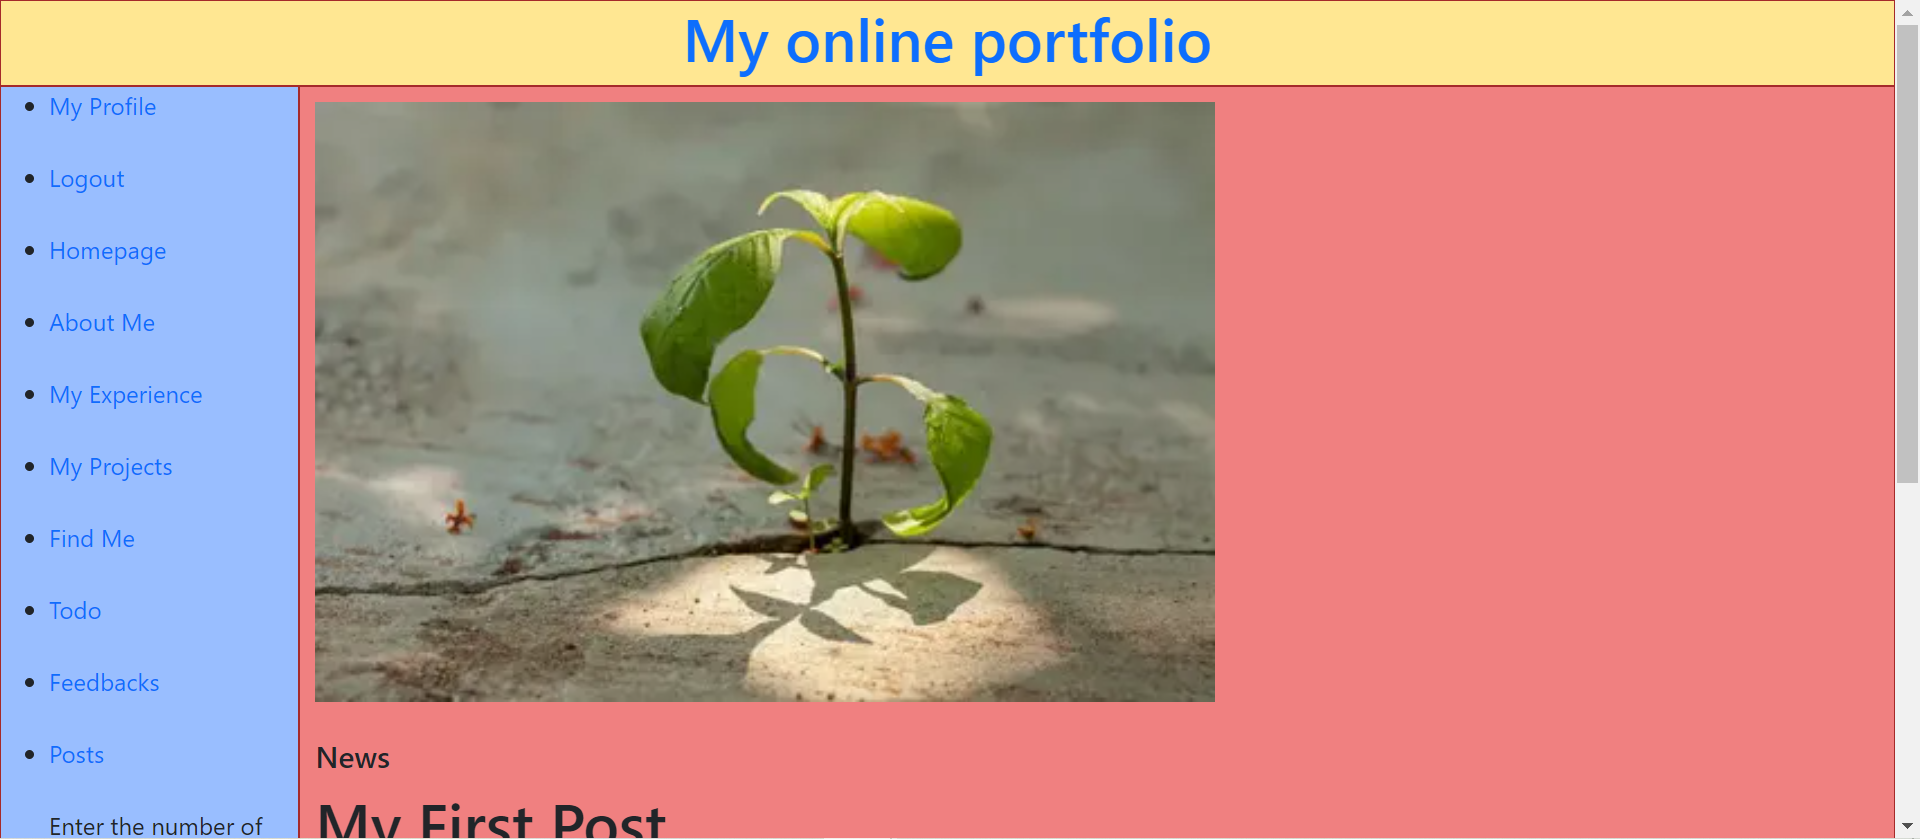 My online portfolio
My Profile
Logout
Homepage
About Me
My Experience
My Projects
Find Me
Todo
Feedbacks
Posts
Enter the number of
News
My First Post